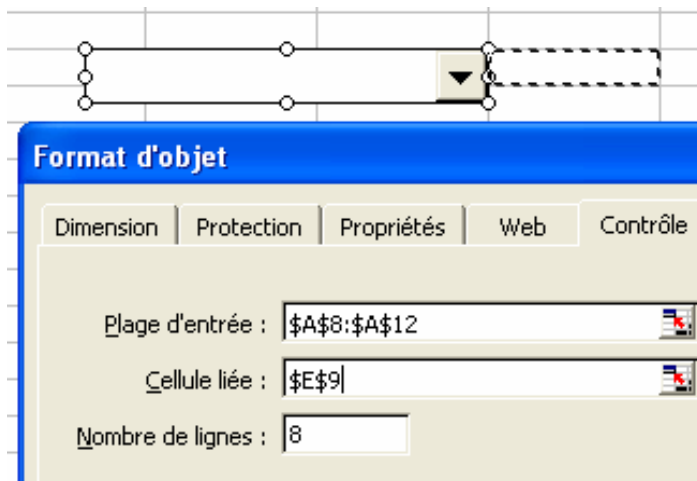 Format d'objet
Dimension Protection Propriétés Web Contrôle
Plage d'entrée : $A$8:$A$12
Cellule liée : $E$9
Nombre de lignes : 8